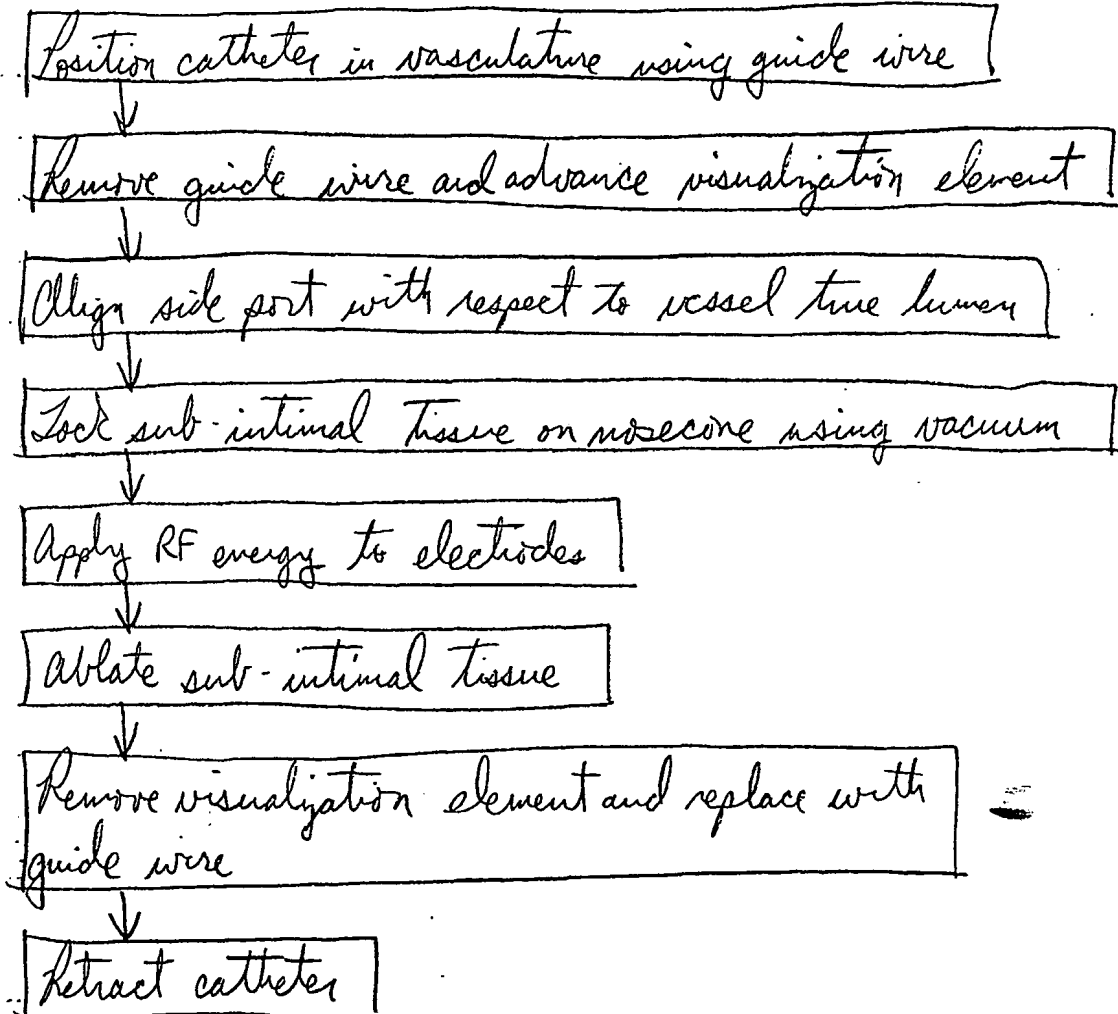 Position catheter in vasculature using guide wire
Remove guide wire and advance visualization element
Align side port with respect to vessel true lumen
Lock sub-intimal tissue on nosecone using vacuum
Apply RF energy to electrodes
Ablate sub-intimal tissue
Remove visualization element and replace with
guide wire
Retract catheter